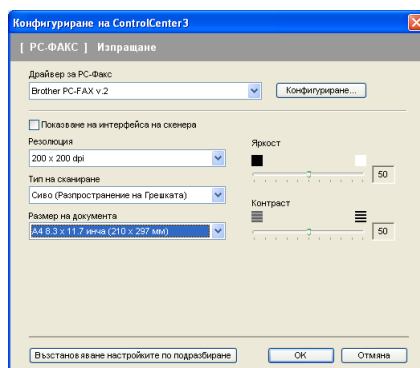 Конфигуриране на ControlCenter3
[ PC-ФАКС ] Изпращане
Драйвер за PC-Факс
Brother PC-FAX v.2
Конфигуриране...
Показване на интерфейса на скенера
Резолюция
200 x 200 dpi
Тип на сканиране
Сиво (Разпространение на Грешката)
Размер на документа
A4 8.3 x 11.7 инча (210 x 297 мм)
Яркост
50
Контраст
50
Възстановяване настройките по подразбиране
OK
Отмяна